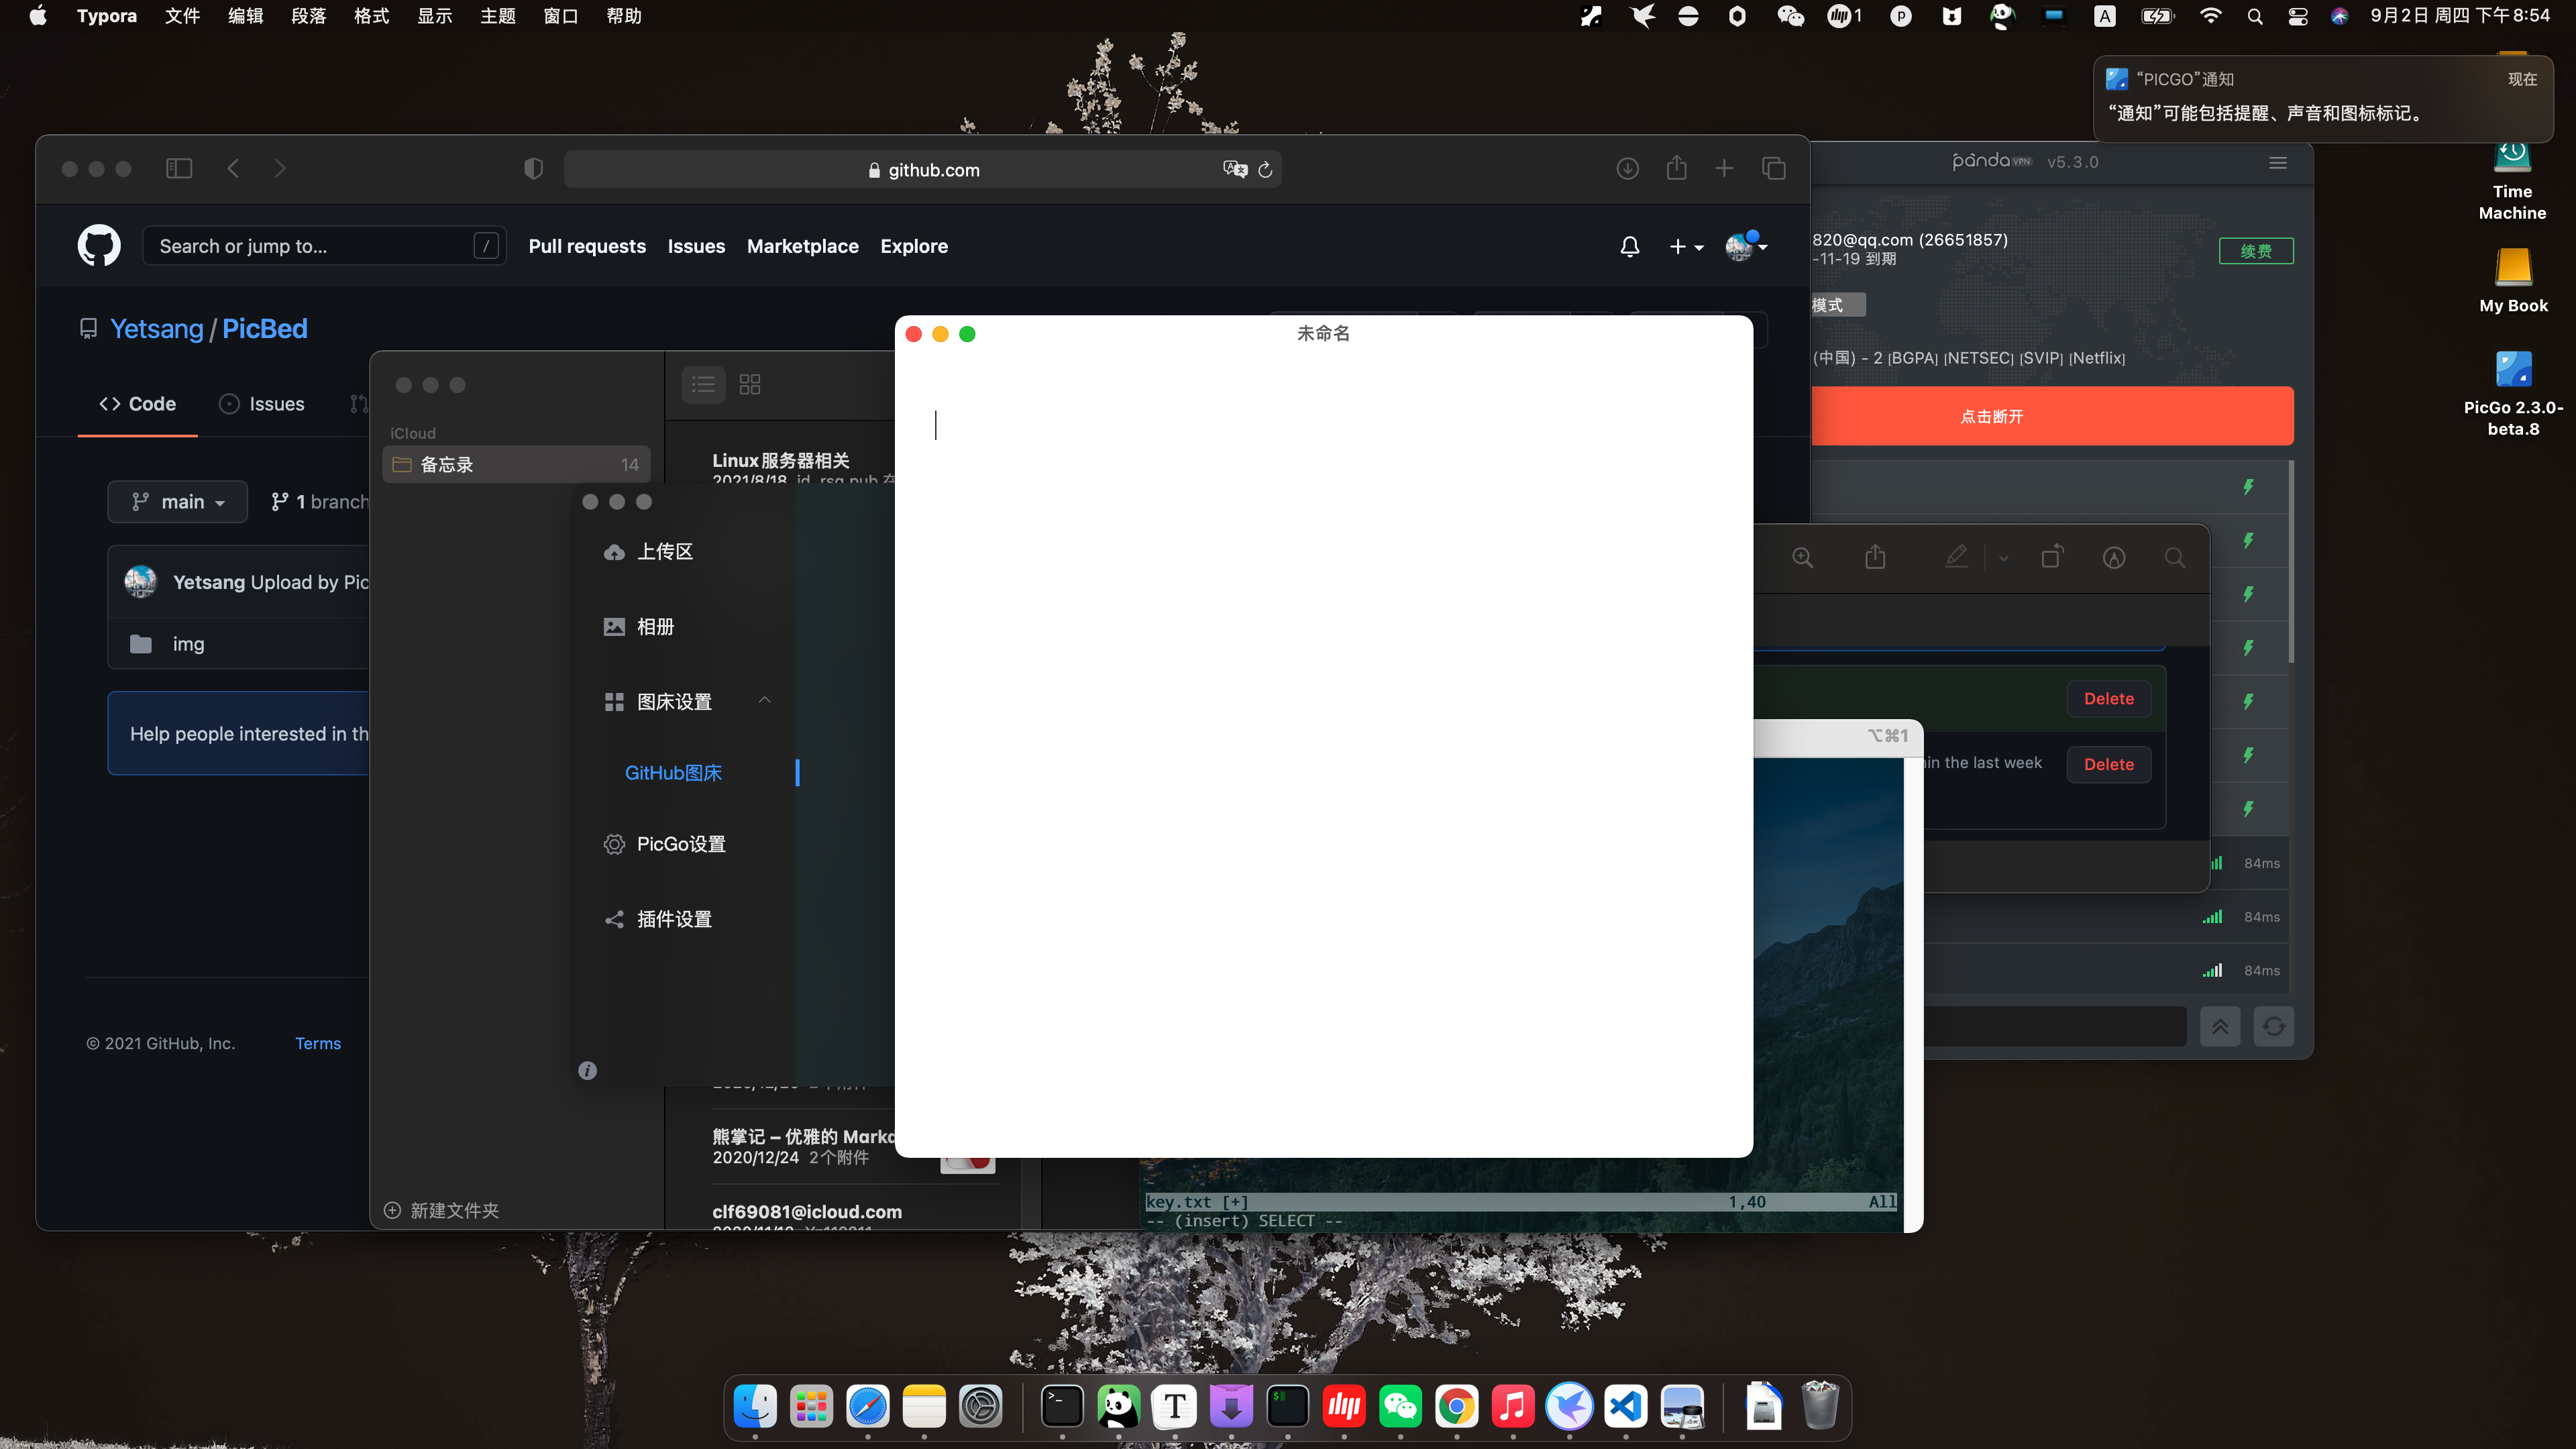 Typora 文件 编辑 段落 格式 显示 主题 窗口 帮助
1
A
9月2日 周四 下午8:54
“PICGO”通知 现在
“通知”可能包括提醒、声音和图标标记。
Time
Machine
My Book
PicGo 2.3.0-
beta.8
github.com
Search or jump to... /
Pull requests Issues Marketplace Explore
Yetsang / PicBed
Code Issues
main 1 branch
Yetsang Upload by Pic
img
Help people interested in th
© 2021 GitHub, Inc. Terms
iCloud
备忘录 14
新建文件夹
Linux服务器相关
2021/8/18 id_rsa.pub 在
熊掌记 – 优雅的 Marko
2020/12/24 2个附件
clf69081@icloud.com
上传区
相册
图床设置
GitHub图床
PicGo设置
插件设置
未命名
panda VPN v5.3.0
820@qq.com (26651857)
-11-19 到期
续费
模式
(中国) - 2 [BGPA] [NETSEC] [SVIP] [Netflix]
点击断开
84ms
84ms
84ms
Delete
in the last week Delete
⌥⌘1
~
key.txt [+] 1,40 All
-- (insert) SELECT --